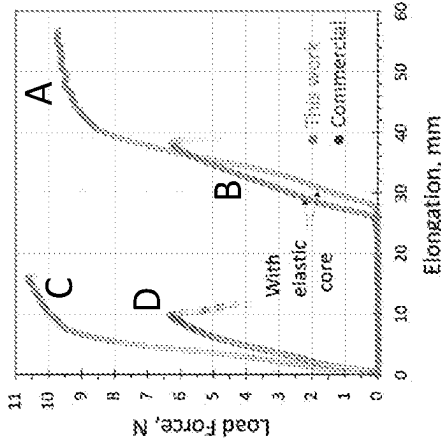 Load Force, N
11
10
9
8
7
6
5
4
3
2
1
0
A
B
C
D
With
elastic
core
This work
Commercial
0
10
20
30
40
50
60
Elongation, mm